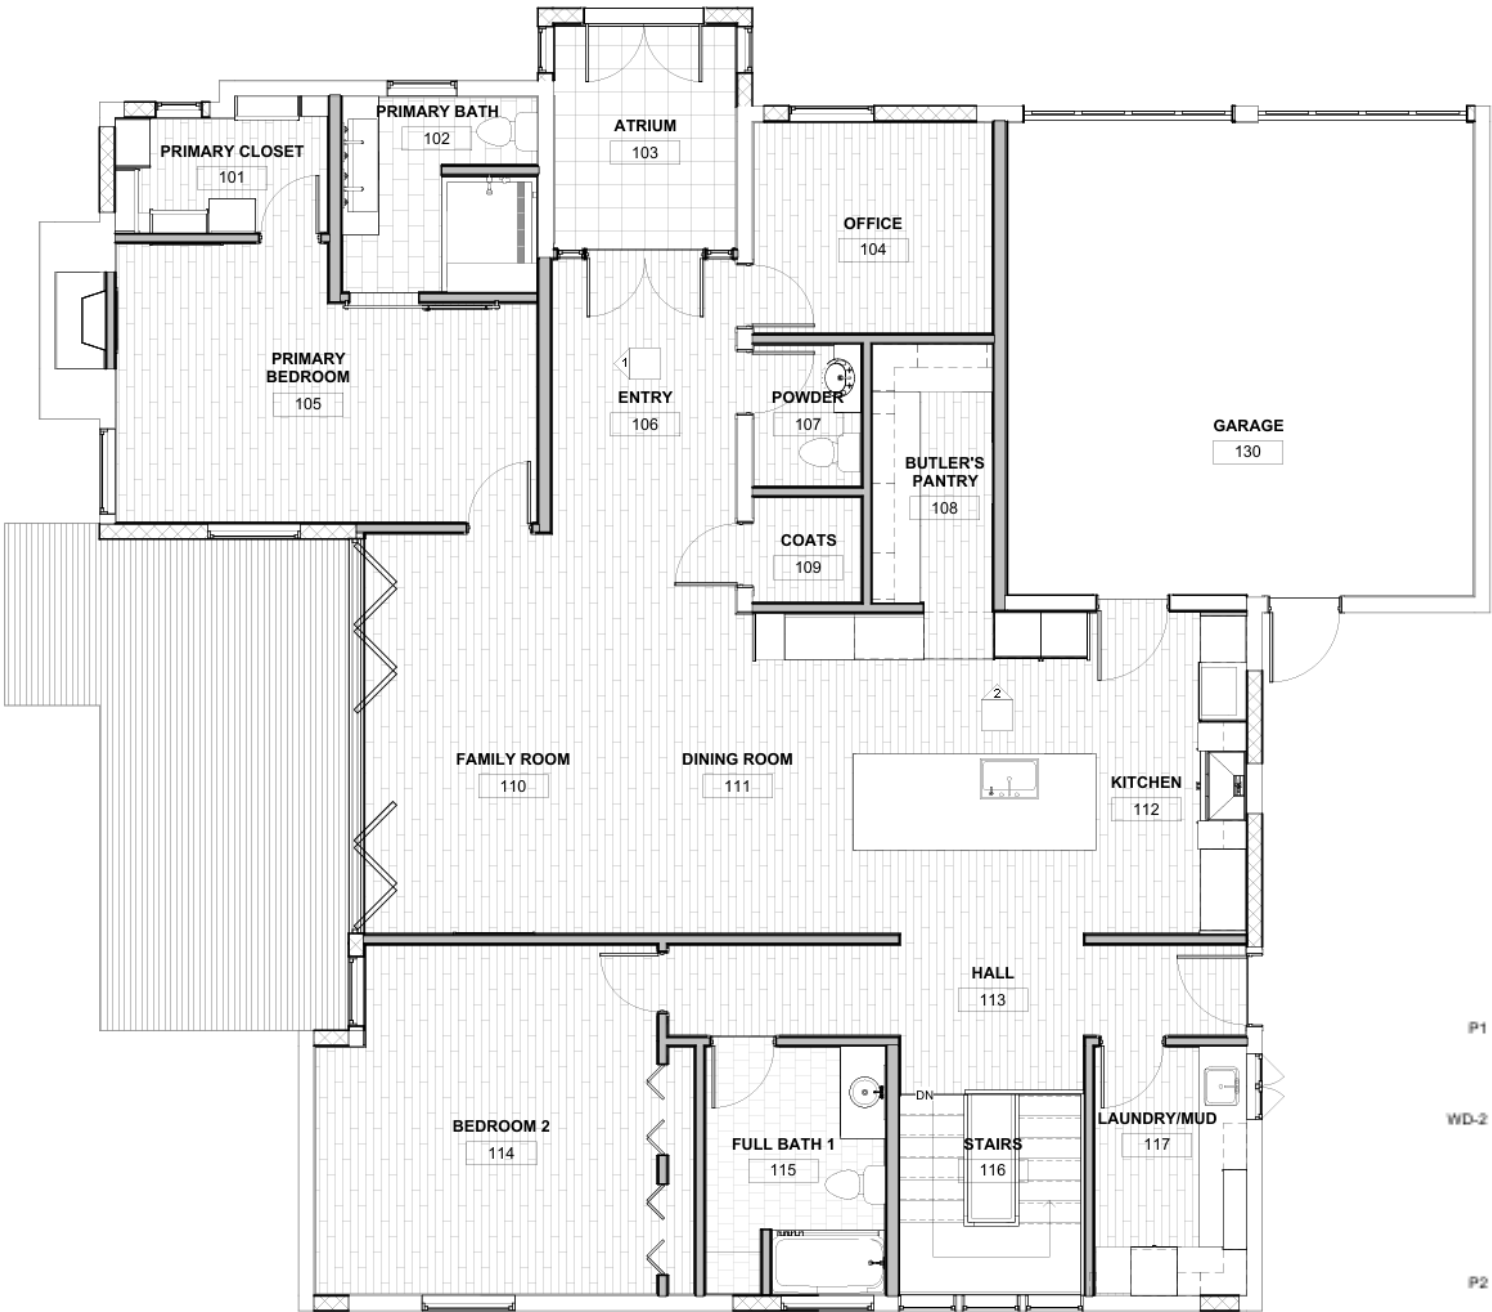 PRIMARY BATH
102
ATRIUM
103
PRIMARY CLOSET
101
OFFICE
104
PRIMARY
BEDROOM
105
1
ENTRY
106
POWDER
107
GARAGE
130
BUTLER'S
PANTRY
108
COATS
109
2
FAMILY ROOM
110
DINING ROOM
111
KITCHEN
112
HALL
113
P1
DN
BEDROOM 2
114
FULL BATH 1
115
STAIRS
116
LAUNDRY/MUD
117
WD-2
P2